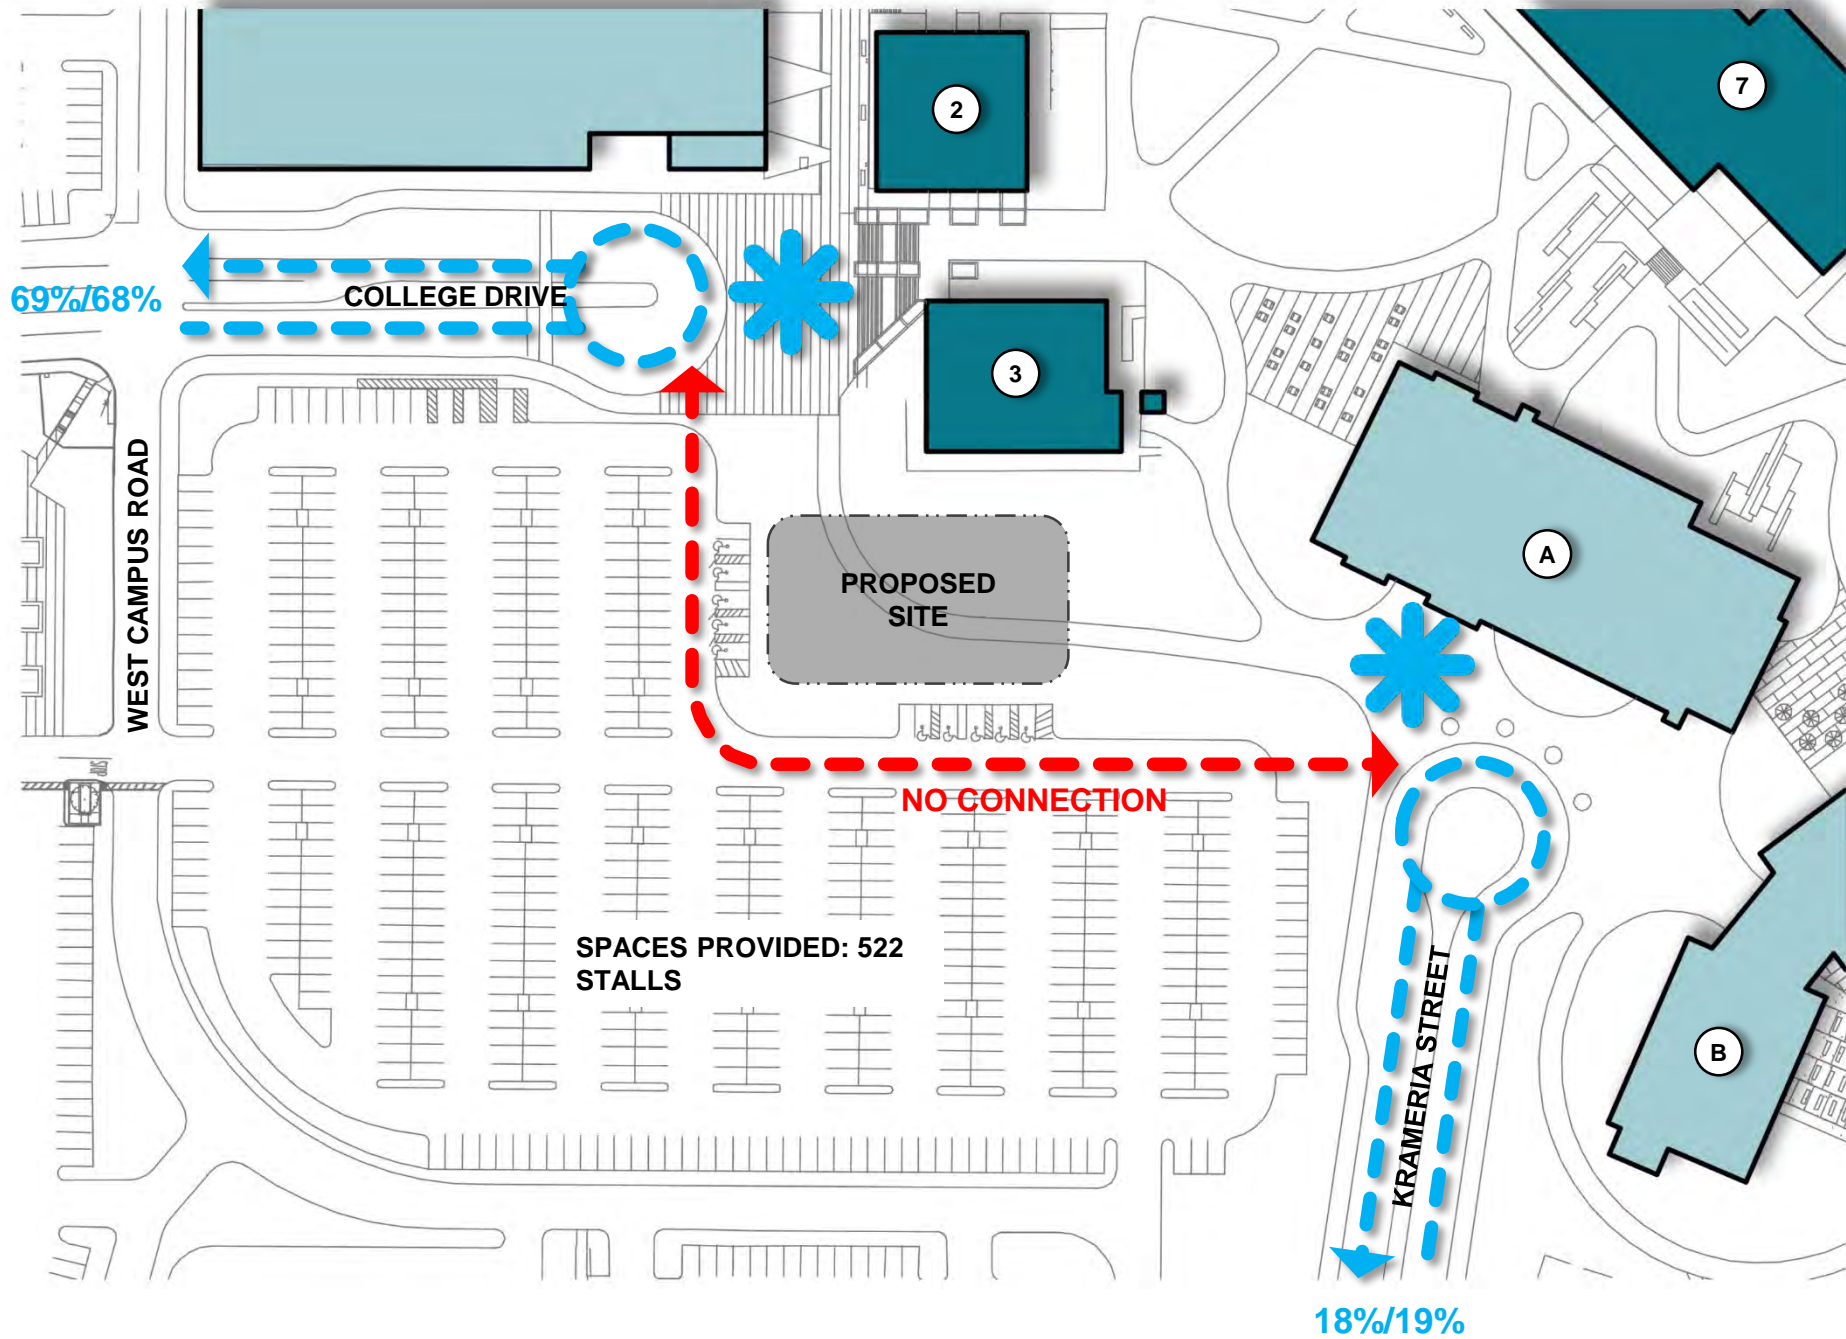 2
7
69%/68%
COLLEGE DRIVE
3
WEST CAMPUS ROAD
A
PROPOSED
SITE
NO CONNECTION
SPACES PROVIDED: 522
STALLS
KRAMERIA STREET
B
18%/19%